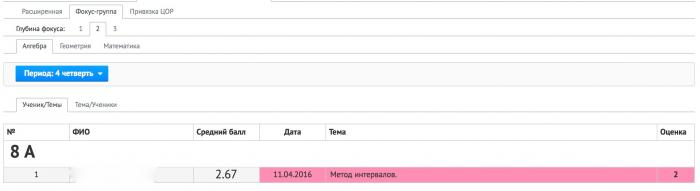 Расширенная Фокус-группа Привязка ЦОР
Глубина фокуса: 1 2 3
Алгебра Геометрия Математика
Период: 4 четверть
Ученик/Темы Тема/Ученики
№ ФИО Средний балл Дата Тема Оценка
8 А
1 2.67 11.04.2016 Метод интервалов. 2